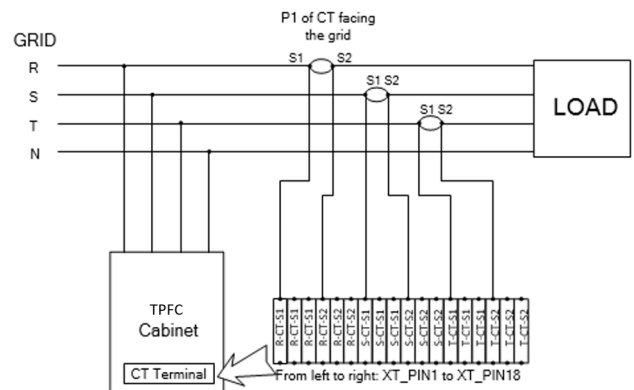 P1 of CT facing
the grid
GRID
R
S1 S2
S
S1 S2
T
S1 S2
N
LOAD
TPFC
Cabinet
CT Terminal
R-CT-S1
R-CT-S1
R-CT-S1
R-CT-S2
R-CT-S2
R-CT-S2
S-CT-S1
S-CT-S1
S-CT-S1
S-CT-S2
S-CT-S2
S-CT-S2
T-CT-S1
T-CT-S1
T-CT-S1
T-CT-S2
T-CT-S2
T-CT-S2
From left to right: XT_PIN1 to XT_PIN18